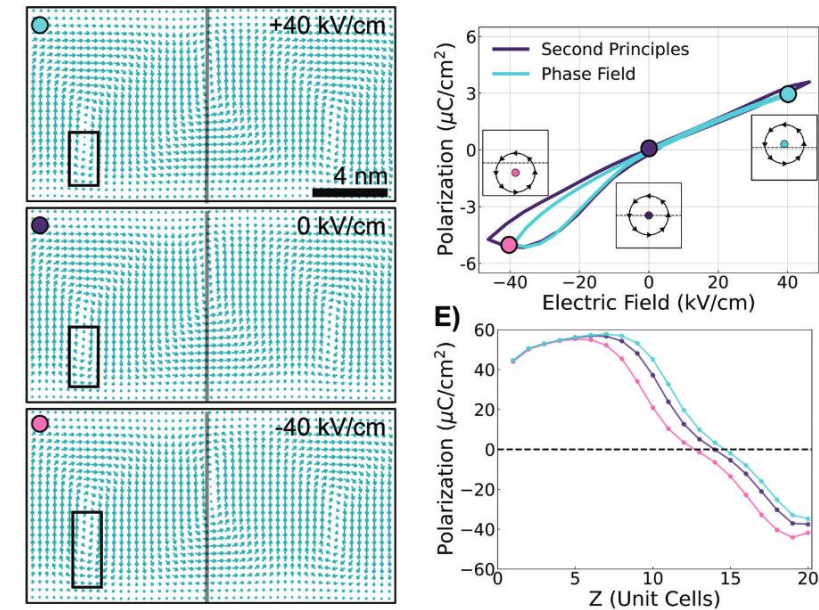 +40 kV/cm
4 nm
0 kV/cm
-40 kV/cm
Polarization (μC/cm²)
6
3
0
−3
−6
Second Principles
Phase Field
−40
−20
0
20
40
Electric Field (kV/cm)
E)
Polarization (μC/cm²)
60
40
20
0
−20
−40
−60
0
5
10
15
20
Z (Unit Cells)